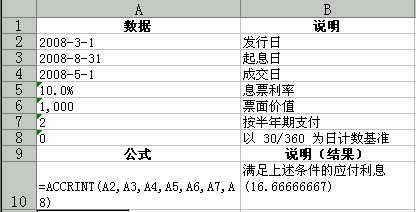 A B
1 数据 说明
2 2008-3-1 发行日
3 2008-8-31 起息日
4 2008-5-1 成交日
5 10.0% 息票利率
6 1,000 票面价值
7 2 按半年期支付
8 0 以 30/360 为日计数基准
9 公式 说明（结果）
满足上述条件的应付利息
=ACCRINT(A2,A3,A4,A5,A6,A7,A (16.66666667)
10 8)